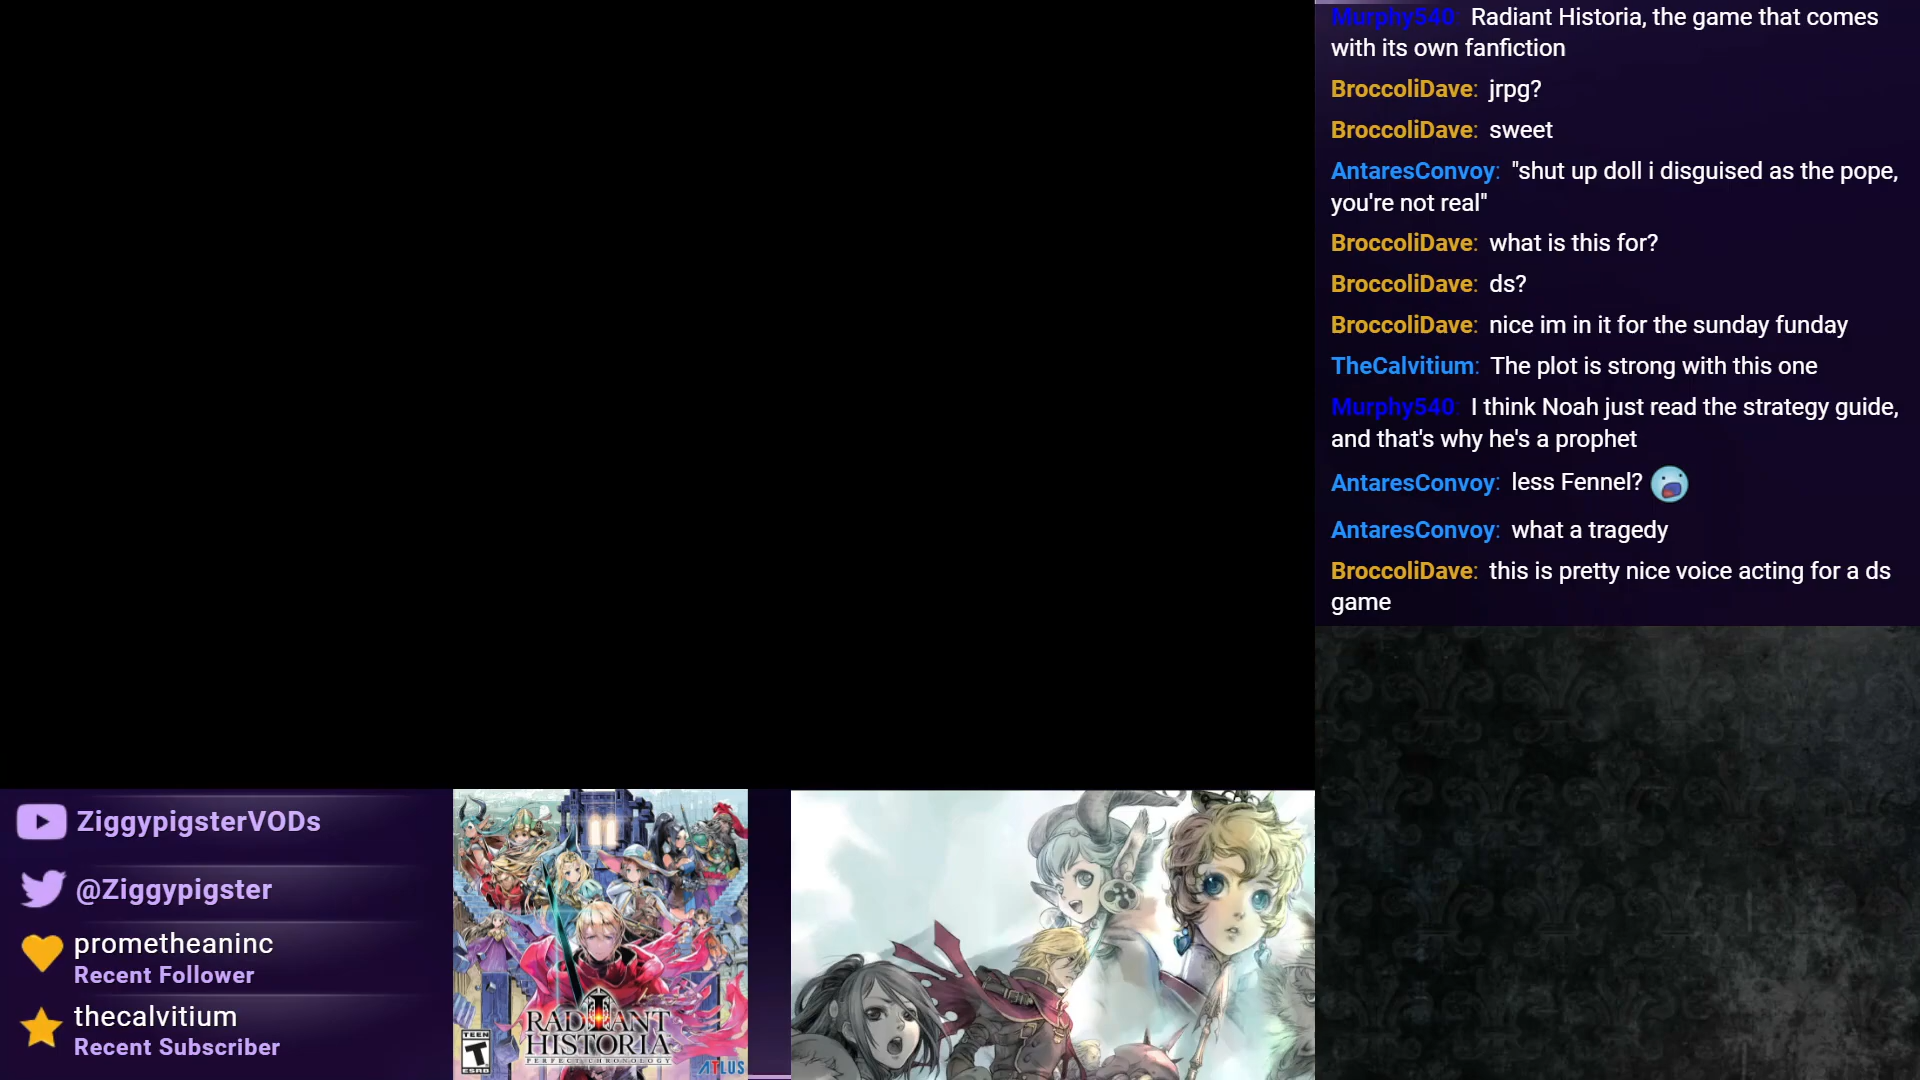 Murphy540: Radiant Historia, the game that comes
with its own fanfiction
BroccoliDave: jrpg?
BroccoliDave: sweet
AntaresConvoy: "shut up doll i disguised as the pope,
you're not real"
BroccoliDave: what is this for?
BroccoliDave: ds?
BroccoliDave: nice im in it for the sunday funday
TheCalvitium: The plot is strong with this one
Murphy540: I think Noah just read the strategy guide,
and that's why he's a prophet
AntaresConvoy: less Fennel?
AntaresConvoy: what a tragedy
BroccoliDave: this is pretty nice voice acting for a ds
game
ZiggypigsterVODs
@Ziggypigster
prometheaninc
Recent Follower
thecalvitium
Recent Subscriber
RADIANT
HISTORIA
PERFECT CHRONOLOGY
TEEN
T
ESRB
ATLUS